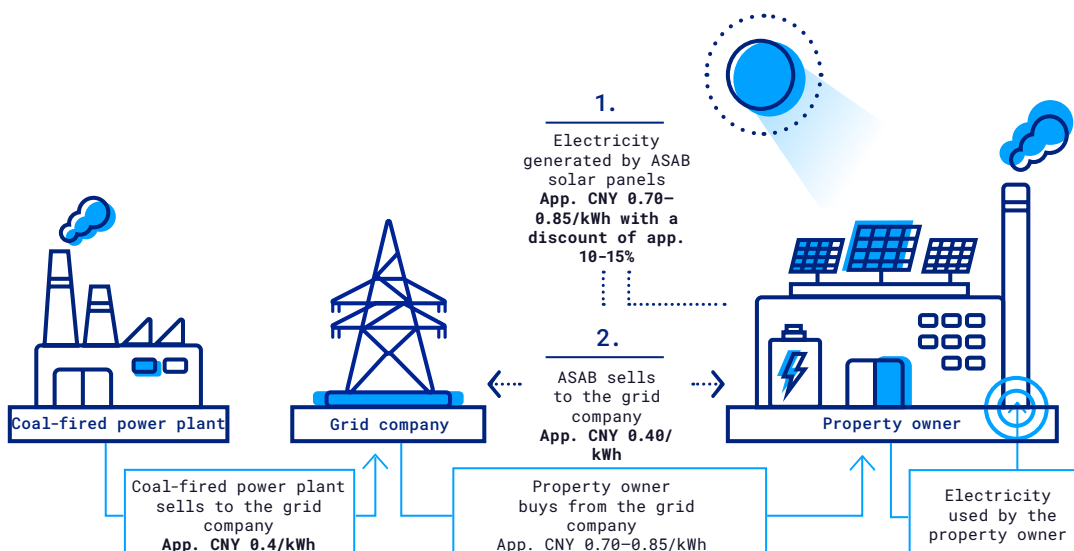 1.
Electricity
generated by ASAB
solar panels
App. CNY 0.70–
0.85/kWh with a
discount of app.
10-15%
2.
ASAB sells
to the grid
company
App. CNY 0.40/
kWh
Coal-fired power plant
Grid company
Property owner
Coal-fired power plant
sells to the grid
company
App. CNY 0.4/kWh
Property owner
buys from the grid
company
App. CNY 0.70–0.85/kWh
Electricity
used by the
property owner